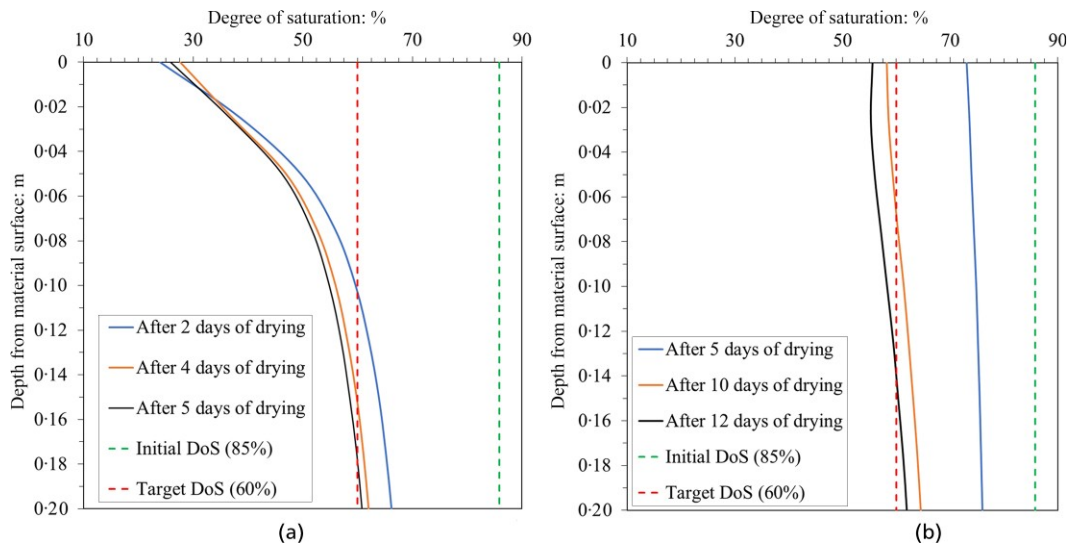 Degree of saturation: %
10 30 50 70 90
0
0·02
0·04
0·06
0·08
0·10
0·12
0·14
0·16
0·18
0·20
Depth from material surface: m
After 2 days of drying
After 4 days of drying
After 5 days of drying
Initial DoS (85%)
Target DoS (60%)
(a)
Degree of saturation: %
10 30 50 70 90
0
0·02
0·04
0·06
0·08
0·10
0·12
0·14
0·16
0·18
0·20
Depth from material surface: m
After 5 days of drying
After 10 days of drying
After 12 days of drying
Initial DoS (85%)
Target DoS (60%)
(b)